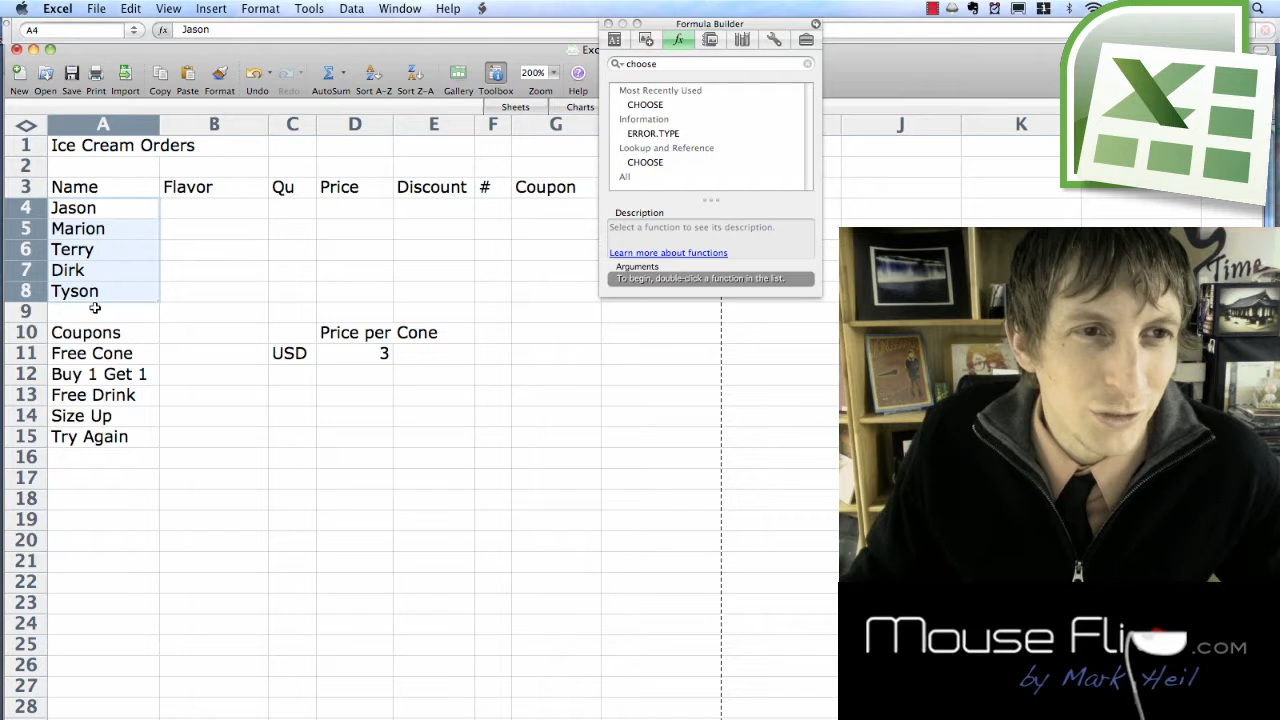 Excel File Edit View Insert Format Tools Data Window Help
A4 fx Jason
Formula Builder
New Open Save Print Import Copy Paste Format Undo Redo AutoSum Sort A-Z Sort Z-A Gallery Toolbox 200% Zoom Help
Sheets Charts
choose
Most Recently Used
CHOOSE
Information
ERROR.TYPE
Lookup and Reference
CHOOSE
All
Description
Select a function to see its description.
Learn more about functions
Arguments
To begin, double-click a function in the list.
A B C D E F G J K
1 Ice Cream Orders
2
3 Name Flavor Qu Price Discount # Coupon
4 Jason
5 Marion
6 Terry
7 Dirk
8 Tyson
9
10 Coupons Price per Cone
11 Free Cone USD 3
12 Buy 1 Get 1
13 Free Drink
14 Size Up
15 Try Again
16
17
18
19
20
21
22
23
24
25
26
27
28
Time
Mouse Fli .com
by Mark Heil